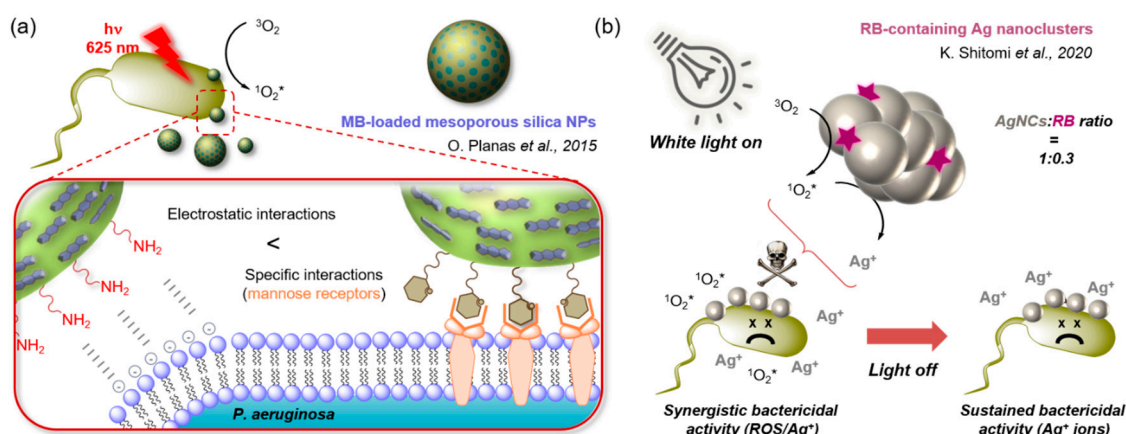 (a)
hν
625 nm
³O₂
¹O₂*
MB-loaded mesoporous silica NPs
O. Planas et al., 2015
Electrostatic interactions
<
Specific interactions
(mannose receptors)
NH₂
NH₂
NH₂
NH₂
P. aeruginosa
(b)
RB-containing Ag nanoclusters
K. Shitomi et al., 2020
White light on
³O₂
¹O₂*
AgNCs:RB ratio
=
1:0.3
Ag⁺
¹O₂*
¹O₂*
Ag⁺
Ag⁺
¹O₂*
Ag⁺
Synergistic bactericidal
activity (ROS/Ag⁺)
Light off
Ag⁺
Ag⁺
Ag⁺
Sustained bactericidal
activity (Ag⁺ ions)